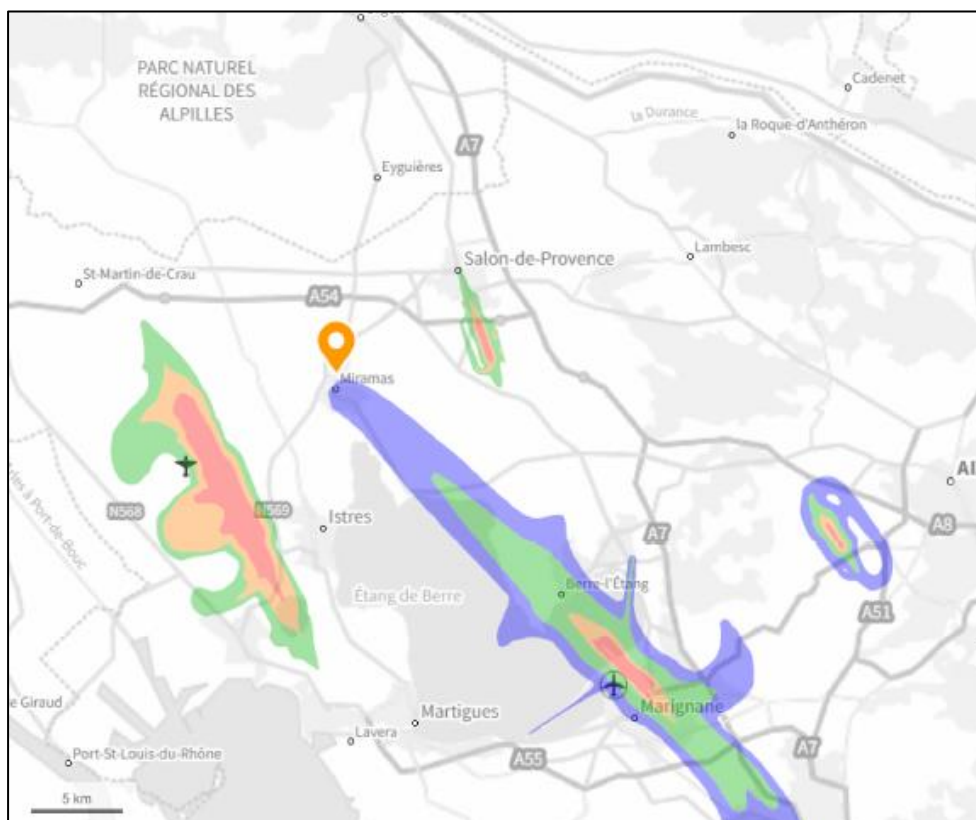 PARC NATUREL
RÉGIONAL DES
ALPILLES
Cadenet
la Durance
la Roque-d'Anthéron
A7
Eyguières
Lambesc
Salon-de-Provence
St-Martin-de-Crau
A54
Miramas
N568
N569
Istres
A7
A8
Berre-l'Étang
Étang de Berre
A51
Marignane
Martigues
Lavera
A55
A7
Port-St-Louis-du-Rhône
5 km